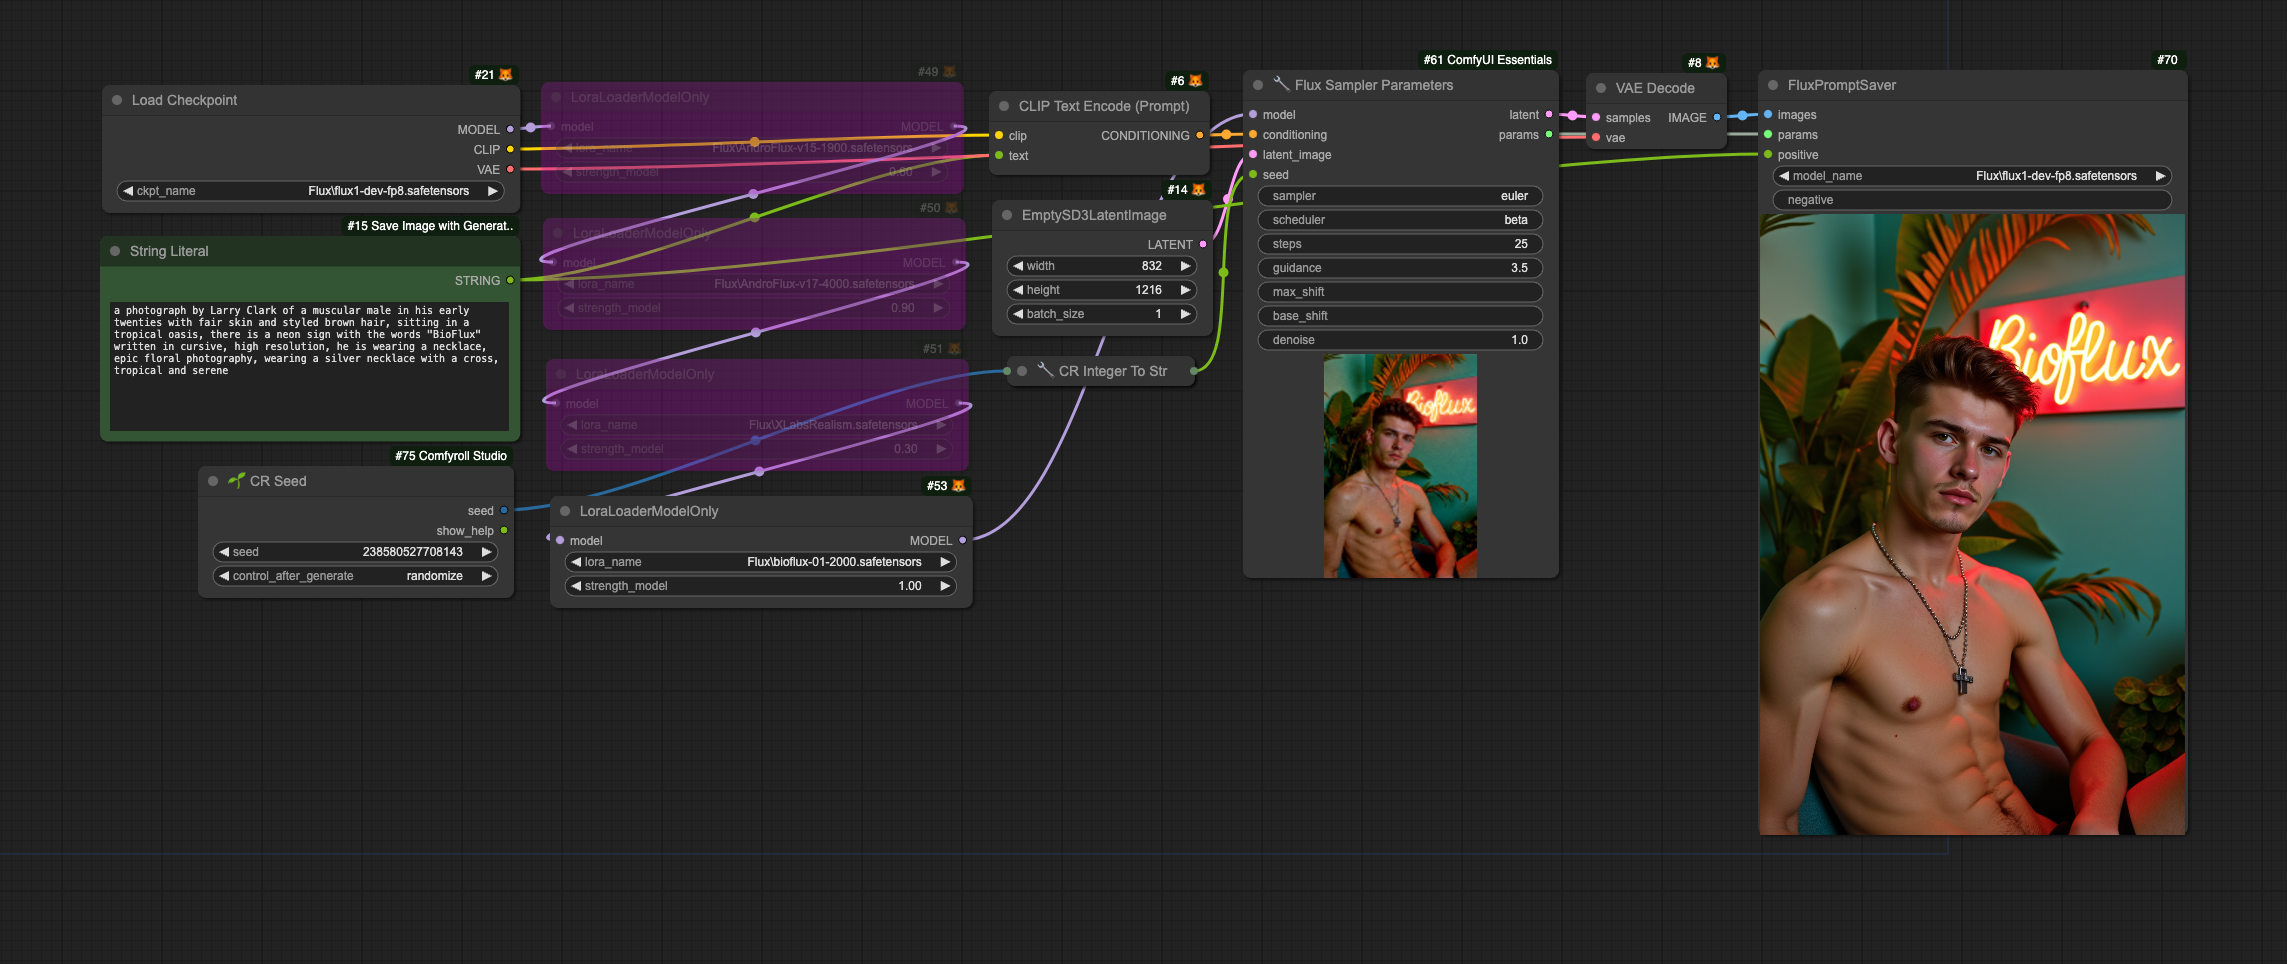 #21
Load Checkpoint
MODEL
CLIP
VAE
ckpt_name Flux\flux1-dev-fp8.safetensors
#15 Save Image with Generat..
String Literal
STRING
a photograph by Larry Clark of a muscular male in his early
twenties with fair skin and styled brown hair, sitting in a
tropical oasis, there is a neon sign with the words "BioFlux"
written in cursive, high resolution, he is wearing a necklace,
epic floral photography, wearing a silver necklace with a cross,
tropical and serene
#75 Comfyroll Studio
CR Seed
seed
show_help
seed 238580527708143
control_after_generate randomize
#49
LoraLoaderModelOnly
model MODEL
lora_name Flux\AndroFlux-v15-1900.safetensors
strength_model 0.60
#50
LoraLoaderModelOnly
model MODEL
lora_name Flux\AndroFlux-v17-4000.safetensors
strength_model 0.90
#51
LoraLoaderModelOnly
model MODEL
lora_name Flux\XLabsRealism.safetensors
strength_model 0.30
#53
LoraLoaderModelOnly
model MODEL
lora_name Flux\bioflux-01-2000.safetensors
strength_model 1.00
#6
CLIP Text Encode (Prompt)
clip CONDITIONING
text
#14
EmptySD3LatentImage
LATENT
width 832
height 1216
batch_size 1
CR Integer To Str
#61 ComfyUI Essentials
Flux Sampler Parameters
model latent
conditioning params
latent_image
seed
sampler euler
scheduler beta
steps 25
guidance 3.5
max_shift
base_shift
denoise 1.0
Bioflux
#8
VAE Decode
samples IMAGE
vae
#70
FluxPromptSaver
images
params
positive
model_name Flux\flux1-dev-fp8.safetensors
negative
Bioflux